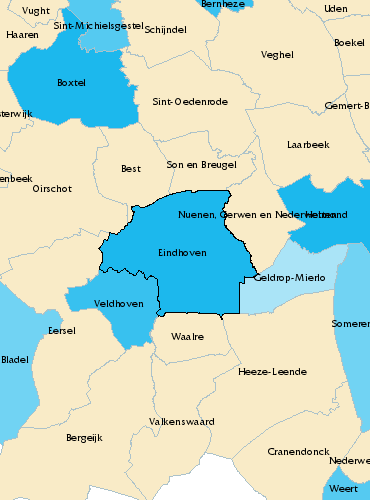 Vught
Bernheze
Uden
Sint-Michielsgestel
Haaren
Schijndel
Boekel
Veghel
Boxtel
Sint-Oedenrode
Gemert-B
sterwijk
Laarbeek
Son en Breugel
Best
enbeek
Oirschot
Nuenen, Gerwen en Nederwetten
Helmond
Eindhoven
Geldrop-Mierlo
Veldhoven
Someren
Eersel
Waalre
Bladel
Heeze-Leende
Valkenswaard
Bergeijk
Cranendonck
Nederwe
Weert